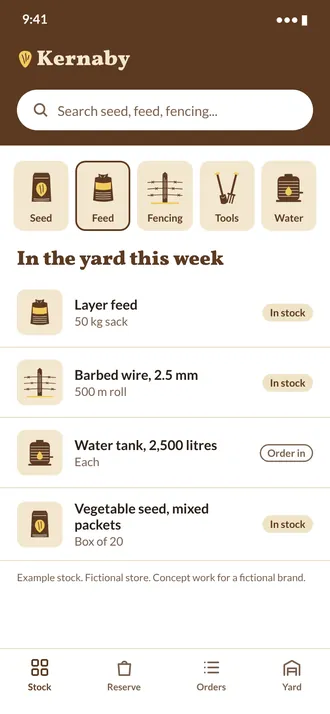 9:41
Kernaby
Search seed, feed, fencing...
Seed
Feed
Fencing
Tools
Water
In the yard this week
Layer feed
50 kg sack
In stock
Barbed wire, 2.5 mm
500 m roll
In stock
Water tank, 2,500 litres
Each
Order in
Vegetable seed, mixed
packets
Box of 20
In stock
Example stock. Fictional store. Concept work for a fictional brand.
Stock
Reserve
Orders
Yard